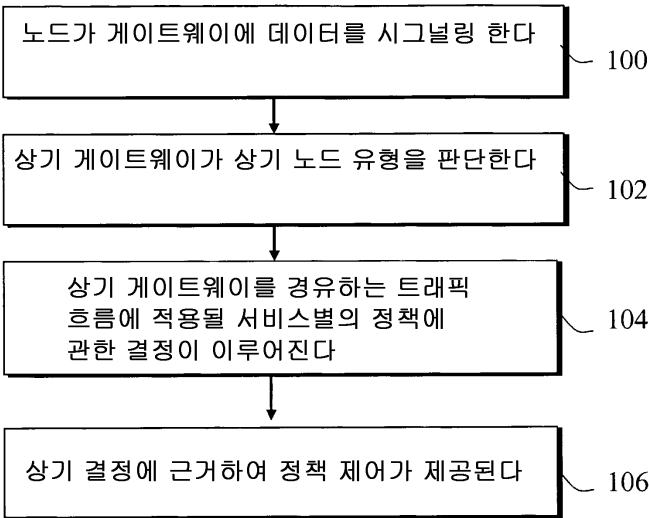 노드가 게이트웨이에 데이터를 시그널링 한다
100
상기 게이트웨이가 상기 노드 유형을 판단한다
102
상기 게이트웨이를 경유하는 트래픽
흐름에 적용될 서비스별의 정책에
관한 결정이 이루어진다
104
상기 결정에 근거하여 정책 제어가 제공된다
106